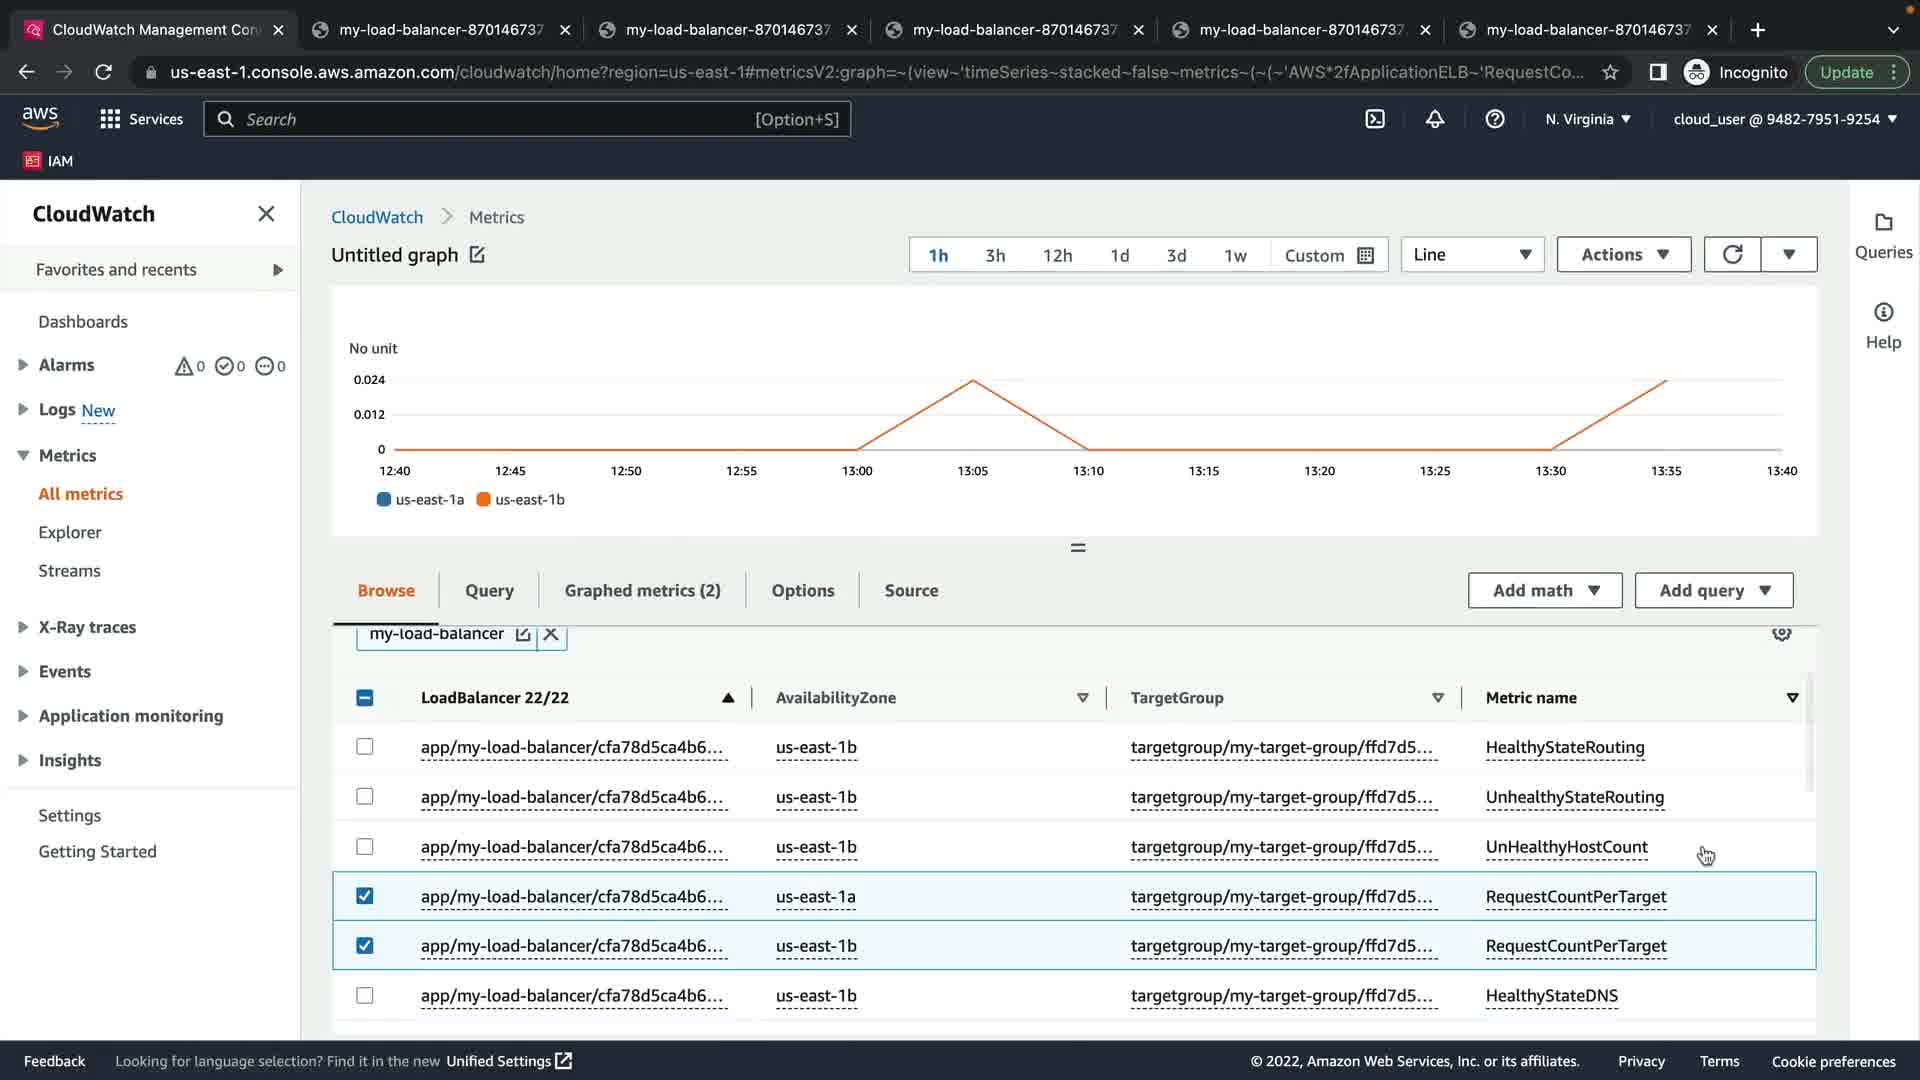 CloudWatch Management Con
my-load-balancer-870146737
my-load-balancer-870146737
my-load-balancer-870146737
my-load-balancer-870146737
my-load-balancer-870146737
us-east-1.console.aws.amazon.com/cloudwatch/home?region=us-east-1#metricsV2:graph=~(view~'timeSeries~stacked~false~metrics~(~(~'AWS*2fApplicationELB~'RequestCo...
Incognito
Update
aws
Services
Search
[Option+S]
N. Virginia
cloud_user @ 9482-7951-9254
IAM
CloudWatch
Favorites and recents
Dashboards
Alarms
0
0
0
Logs New
Metrics
All metrics
Explorer
Streams
X-Ray traces
Events
Application monitoring
Insights
Settings
Getting Started
CloudWatch
Metrics
Untitled graph
1h
3h
12h
1d
3d
1w
Custom
Line
Actions
Queries
Help
No unit
0.024
0.012
0
12:40
12:45
12:50
12:55
13:00
13:05
13:10
13:15
13:20
13:25
13:30
13:35
13:40
us-east-1a
us-east-1b
Browse
Query
Graphed metrics (2)
Options
Source
Add math
Add query
my-load-balancer
LoadBalancer 22/22
AvailabilityZone
TargetGroup
Metric name
app/my-load-balancer/cfa78d5ca4b6...
us-east-1b
targetgroup/my-target-group/ffd7d5...
HealthyStateRouting
app/my-load-balancer/cfa78d5ca4b6...
us-east-1b
targetgroup/my-target-group/ffd7d5...
UnhealthyStateRouting
app/my-load-balancer/cfa78d5ca4b6...
us-east-1b
targetgroup/my-target-group/ffd7d5...
UnHealthyHostCount
app/my-load-balancer/cfa78d5ca4b6...
us-east-1a
targetgroup/my-target-group/ffd7d5...
RequestCountPerTarget
app/my-load-balancer/cfa78d5ca4b6...
us-east-1b
targetgroup/my-target-group/ffd7d5...
RequestCountPerTarget
app/my-load-balancer/cfa78d5ca4b6...
us-east-1b
targetgroup/my-target-group/ffd7d5...
HealthyStateDNS
Feedback
Looking for language selection? Find it in the new Unified Settings
© 2022, Amazon Web Services, Inc. or its affiliates.
Privacy
Terms
Cookie preferences